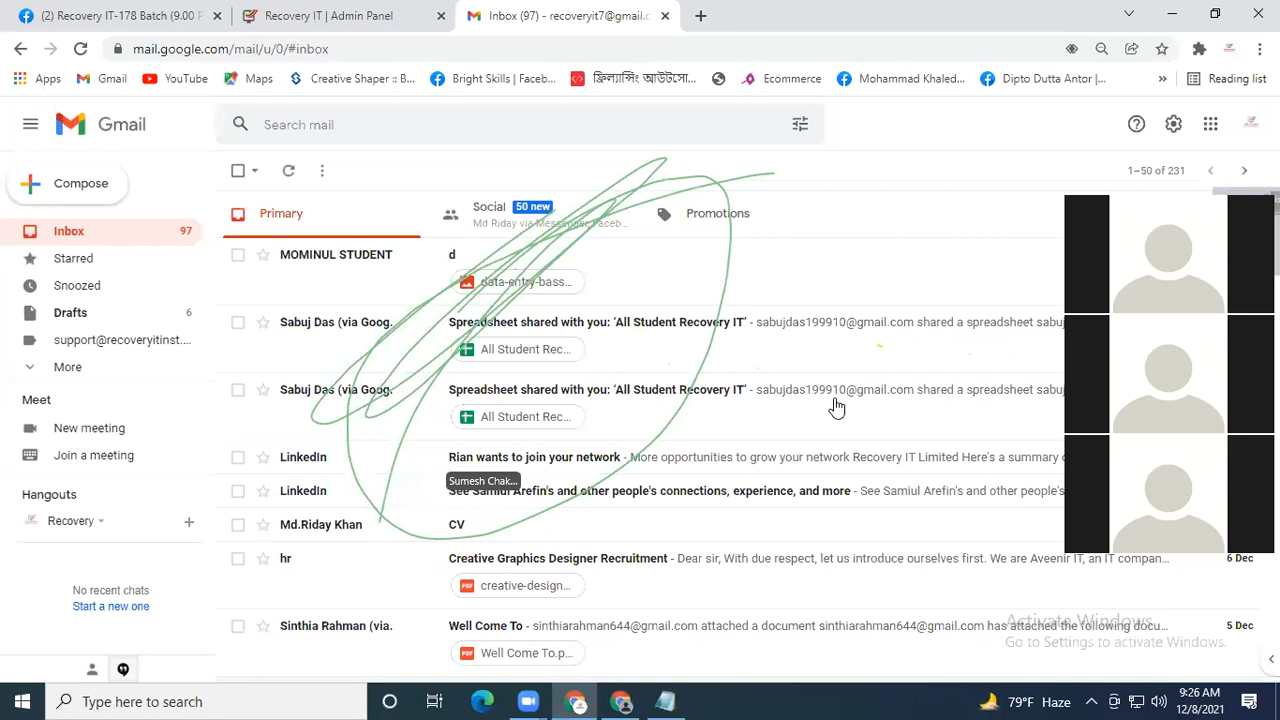 (2) Recovery IT-178 Batch (9.00 P
Recovery IT | Admin Panel
Inbox (97) - recoveryit7@gmail.c
mail.google.com/mail/u/0/#inbox
Apps
Gmail
YouTube
Maps
Creative Shaper :: B...
Bright Skills | Faceb...
ফ্রিল্যান্সিং আউটসো...
Ecommerce
Mohammad Khaled...
Dipto Dutta Antor |...
»
Reading list
Gmail
Search mail
Compose
1–50 of 231
Primary
Social 50 new
Md Riday via Messenger, Faceb...
Promotions
Inbox 97
Starred
Snoozed
Drafts 6
support@recoveryitinst....
More
Meet
New meeting
Join a meeting
Hangouts
Recovery
No recent chats
Start a new one
MOMINUL STUDENT d
data-entry-bass...
Sabuj Das (via Goog. Spreadsheet shared with you: ‘All Student Recovery IT’ - sabujdas199910@gmail.com shared a spreadsheet sabuj
All Student Rec...
Sabuj Das (via Goog. Spreadsheet shared with you: ‘All Student Recovery IT’ - sabujdas199910@gmail.com shared a spreadsheet sabuj
All Student Rec...
LinkedIn Rian wants to join your network - More opportunities to grow your network Recovery IT Limited Here's a summary
Sumesh Chak...
LinkedIn See Samiul Arefin's and other people's connections, experience, and more - See Samiul Arefin's and other people's
Md.Riday Khan CV
hr Creative Graphics Designer Recruitment - Dear sir, With due respect, let us introduce ourselves first. We are Aveenir IT, an IT compan... 6 Dec
creative-design...
Sinthia Rahman (via. Well Come To - sinthiarahman644@gmail.com attached a document sinthiarahman644@gmail.com has attached the following docu... 5 Dec
Well Come To.p...
Activate Windows
Go to Settings to activate Windows.
Type here to search
79°F Haze
9:26 AM
12/8/2021